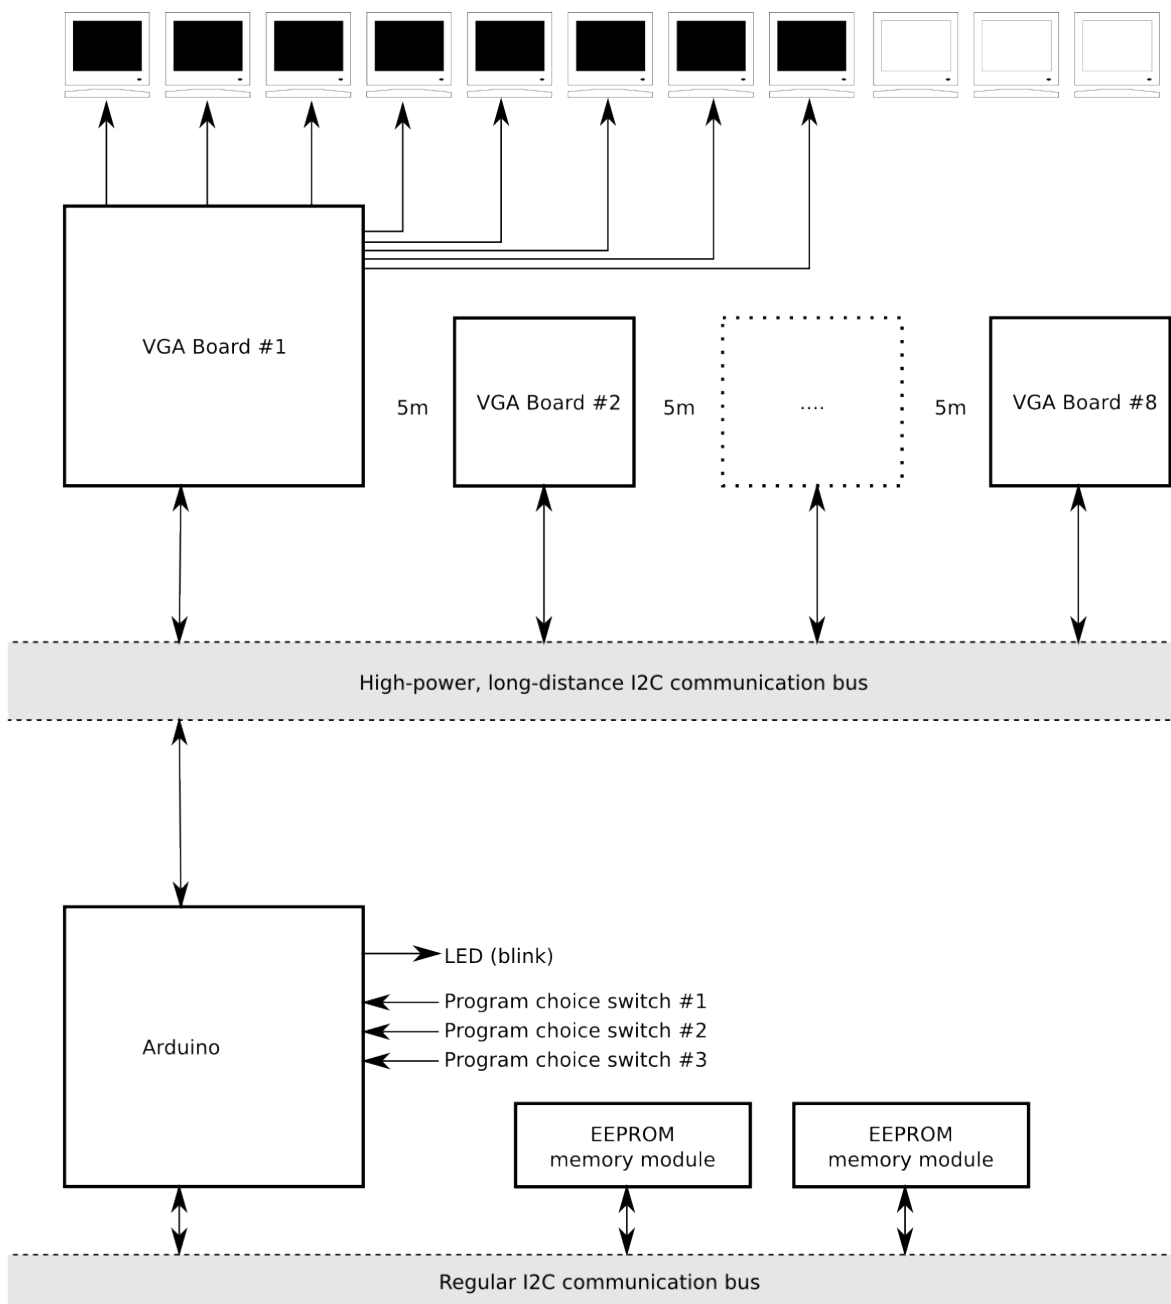 VGA Board #1
5m
VGA Board #2
5m
....
5m
VGA Board #8
High-power, long-distance I2C communication bus
LED (blink)
Program choice switch #1
Program choice switch #2
Program choice switch #3
Arduino
EEPROM
memory module
EEPROM
memory module
Regular I2C communication bus